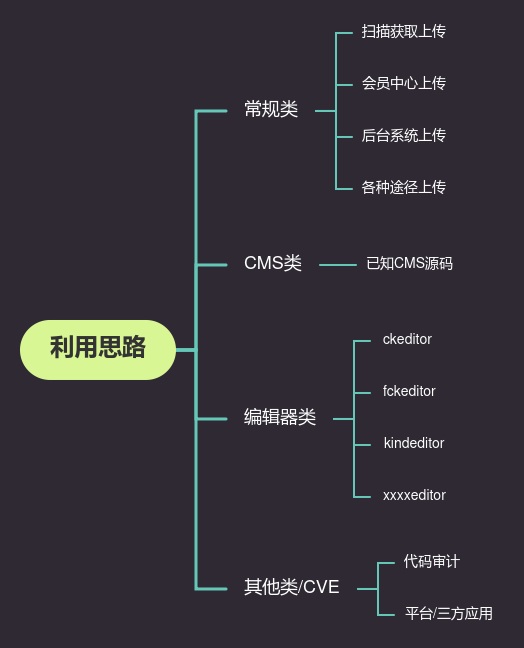 利用思路
常规类
扫描获取上传
会员中心上传
后台系统上传
各种途径上传
CMS类
已知CMS源码
编辑器类
ckeditor
fckeditor
kindeditor
xxxxeditor
其他类/CVE
代码审计
平台/三方应用